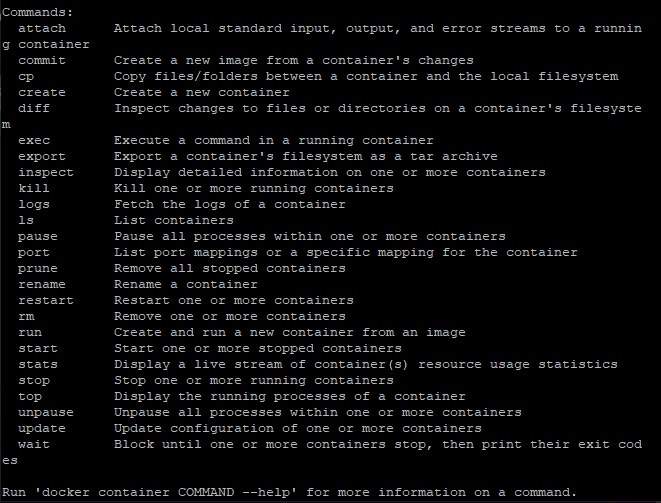 Commands:
  attach      Attach local standard input, output, and error streams to a runnin
g container
  commit      Create a new image from a container's changes
  cp          Copy files/folders between a container and the local filesystem
  create      Create a new container
  diff        Inspect changes to files or directories on a container's filesyste
m
  exec        Execute a command in a running container
  export      Export a container's filesystem as a tar archive
  inspect     Display detailed information on one or more containers
  kill        Kill one or more running containers
  logs        Fetch the logs of a container
  ls          List containers
  pause       Pause all processes within one or more containers
  port        List port mappings or a specific mapping for the container
  prune       Remove all stopped containers
  rename      Rename a container
  restart     Restart one or more containers
  rm          Remove one or more containers
  run         Create and run a new container from an image
  start       Start one or more stopped containers
  stats       Display a live stream of container(s) resource usage statistics
  stop        Stop one or more running containers
  top         Display the running processes of a container
  unpause     Unpause all processes within one or more containers
  update      Update configuration of one or more containers
  wait        Block until one or more containers stop, then print their exit cod
es

Run 'docker container COMMAND --help' for more information on a command.